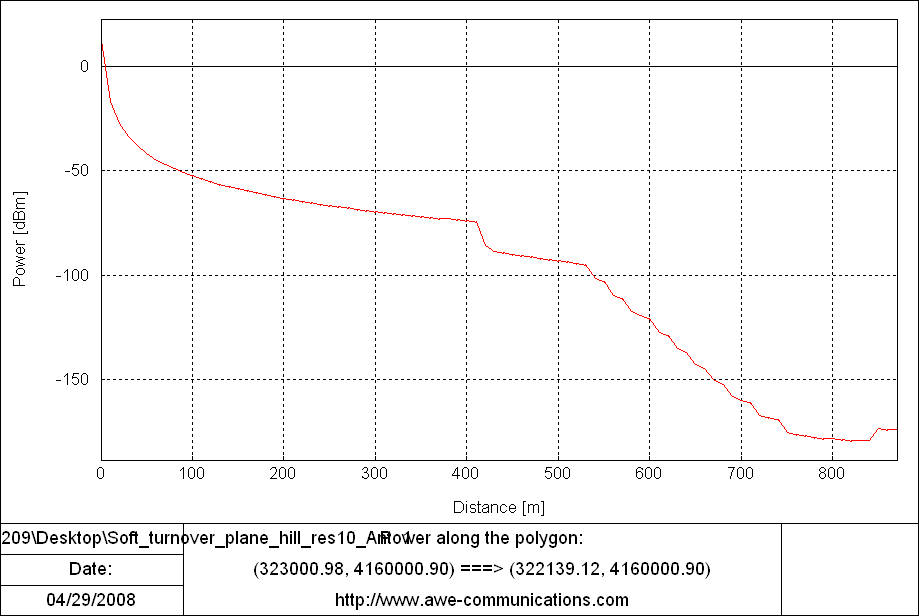 0
-50
-100
-150
Power [dBm]
0 100 200 300 400 500 600 700 800
Distance [m]
209\Desktop\Soft_turnover_plane_hill_res10_
Power along the polygon:
Date:
(323000.98, 4160000.90) ===> (322139.12, 4160000.90)
04/29/2008
http://www.awe-communications.com